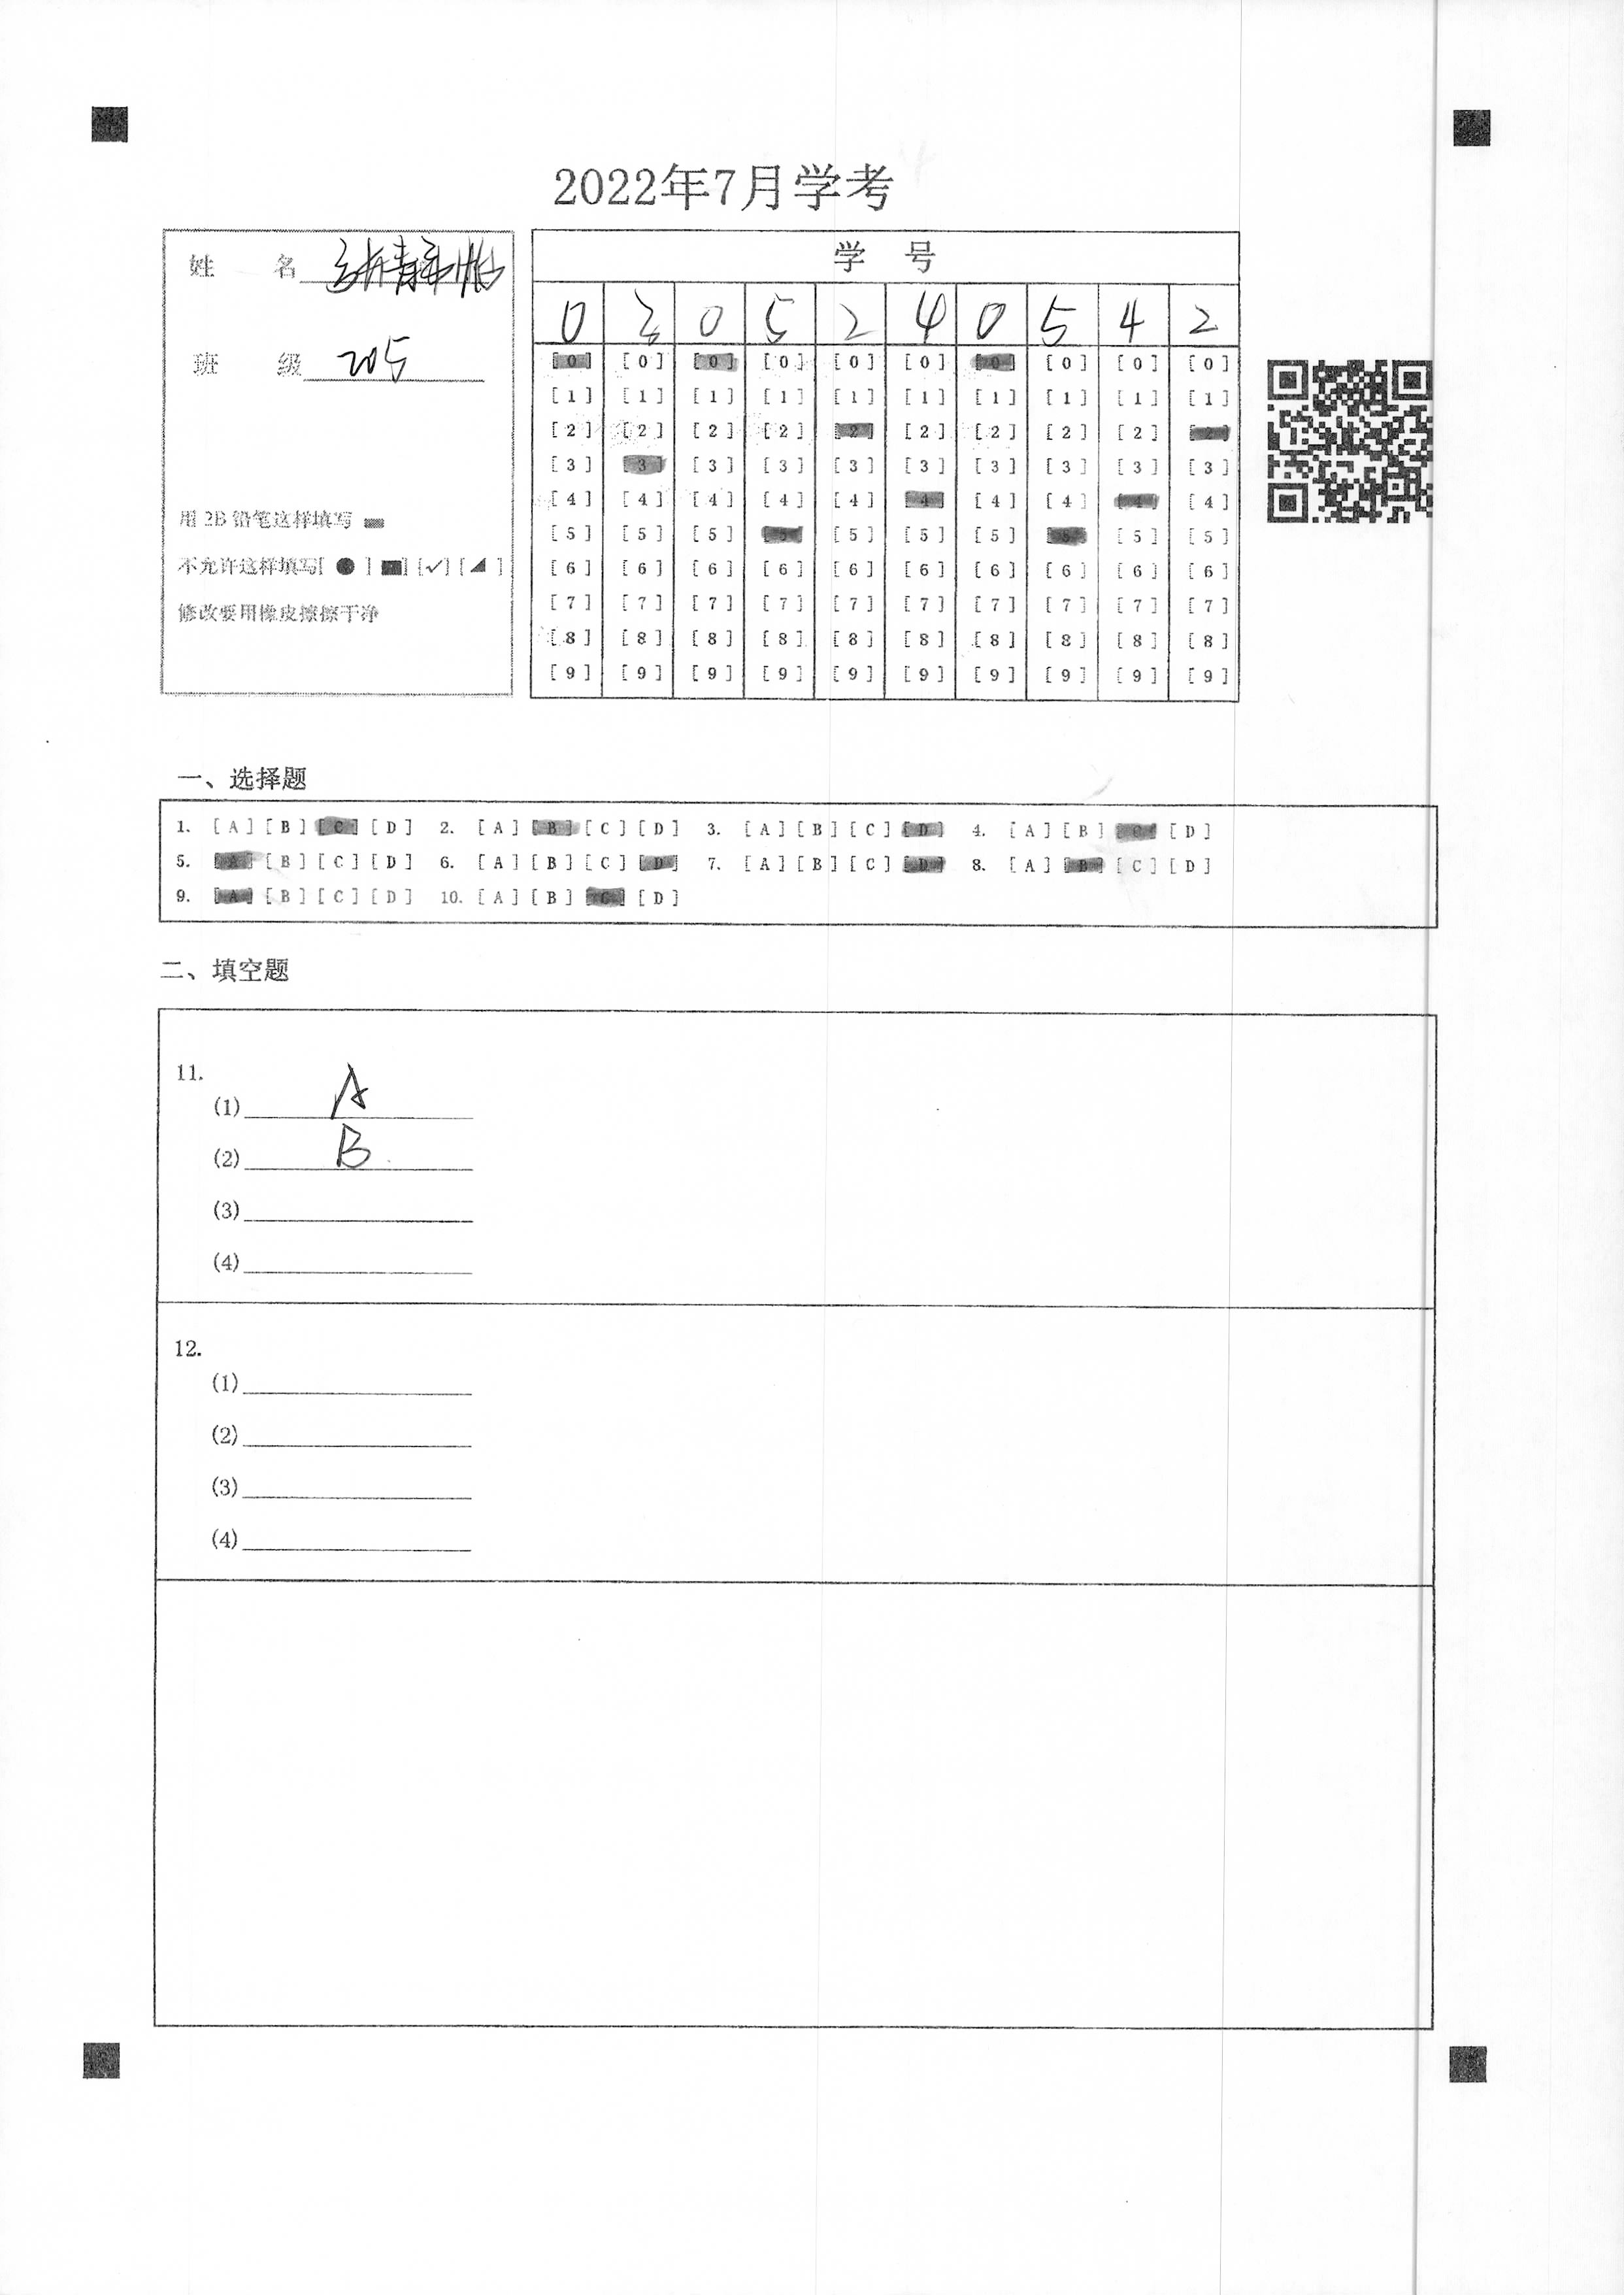 2022年7月学考
姓 名
班 级 205
用 2B 铅笔这样填写
不允许这样填写[ ● ] [■] [✓] [◢ ]
修改要用橡皮擦擦干净
学 号
0 3 0 5 2 4 0 5 4 2
[0] [0] [0] [0] [0] [0] [0] [0] [0] [0]
[1] [1] [1] [1] [1] [1] [1] [1] [1] [1]
[2] [2] [2] [2] [2] [2] [2] [2] [2] [2]
[3] [3] [3] [3] [3] [3] [3] [3] [3] [3]
[4] [4] [4] [4] [4] [4] [4] [4] [4] [4]
[5] [5] [5] [5] [5] [5] [5] [5] [5] [5]
[6] [6] [6] [6] [6] [6] [6] [6] [6] [6]
[7] [7] [7] [7] [7] [7] [7] [7] [7] [7]
[8] [8] [8] [8] [8] [8] [8] [8] [8] [8]
[9] [9] [9] [9] [9] [9] [9] [9] [9] [9]
一、选择题
1. [A] [B] [C] [D] 2. [A] [B] [C] [D] 3. [A] [B] [C] [D] 4. [A] [B] [C] [D]
5. [A] [B] [C] [D] 6. [A] [B] [C] [D] 7. [A] [B] [C] [D] 8. [A] [B] [C] [D]
9. [A] [B] [C] [D] 10. [A] [B] [C] [D]
二、填空题
11.
(1) A
(2) B
(3)
(4)
12.
(1)
(2)
(3)
(4)